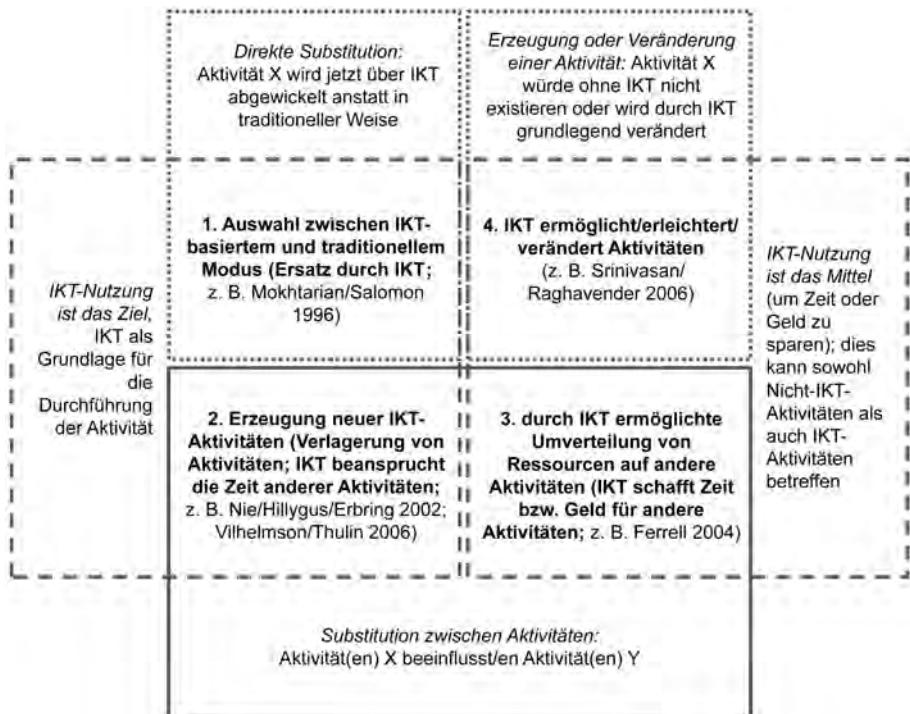 Direkte Substitution:
Aktivität X wird jetzt über IKT
abgewickelt anstatt in
traditioneller Weise
Erzeugung oder Veränderung
einer Aktivität: Aktivität X
würde ohne IKT nicht
existieren oder wird durch IKT
grundlegend verändert
IKT-Nutzung
ist das Ziel,
IKT als
Grundlage für
die
Durchführung
der Aktivität
1. Auswahl zwischen IKT-
basiertem und traditionellem
Modus (Ersatz durch IKT;
z. B. Mokhtarian/Salomon
1996)
4. IKT ermöglicht/erleichtert/
verändert Aktivitäten
(z. B. Srinivasan/
Raghavender 2006)
IKT-Nutzung
ist das Mittel
(um Zeit oder
Geld zu
sparen); dies
kann sowohl
Nicht-IKT-
Aktivitäten als
auch IKT-
Aktivitäten
betreffen
2. Erzeugung neuer IKT-
Aktivitäten (Verlagerung von
Aktivitäten; IKT beansprucht
die Zeit anderer Aktivitäten;
z. B. Nie/Hillygus/Erbring 2002;
Vilhelmson/Thulin 2006)
3. durch IKT ermöglichte
Umverteilung von
Ressourcen auf andere
Aktivitäten (IKT schafft Zeit
bzw. Geld für andere
Aktivitäten; z. B. Ferrell 2004)
Substitution zwischen Aktivitäten:
Aktivität(en) X beeinflusst/en Aktivität(en) Y